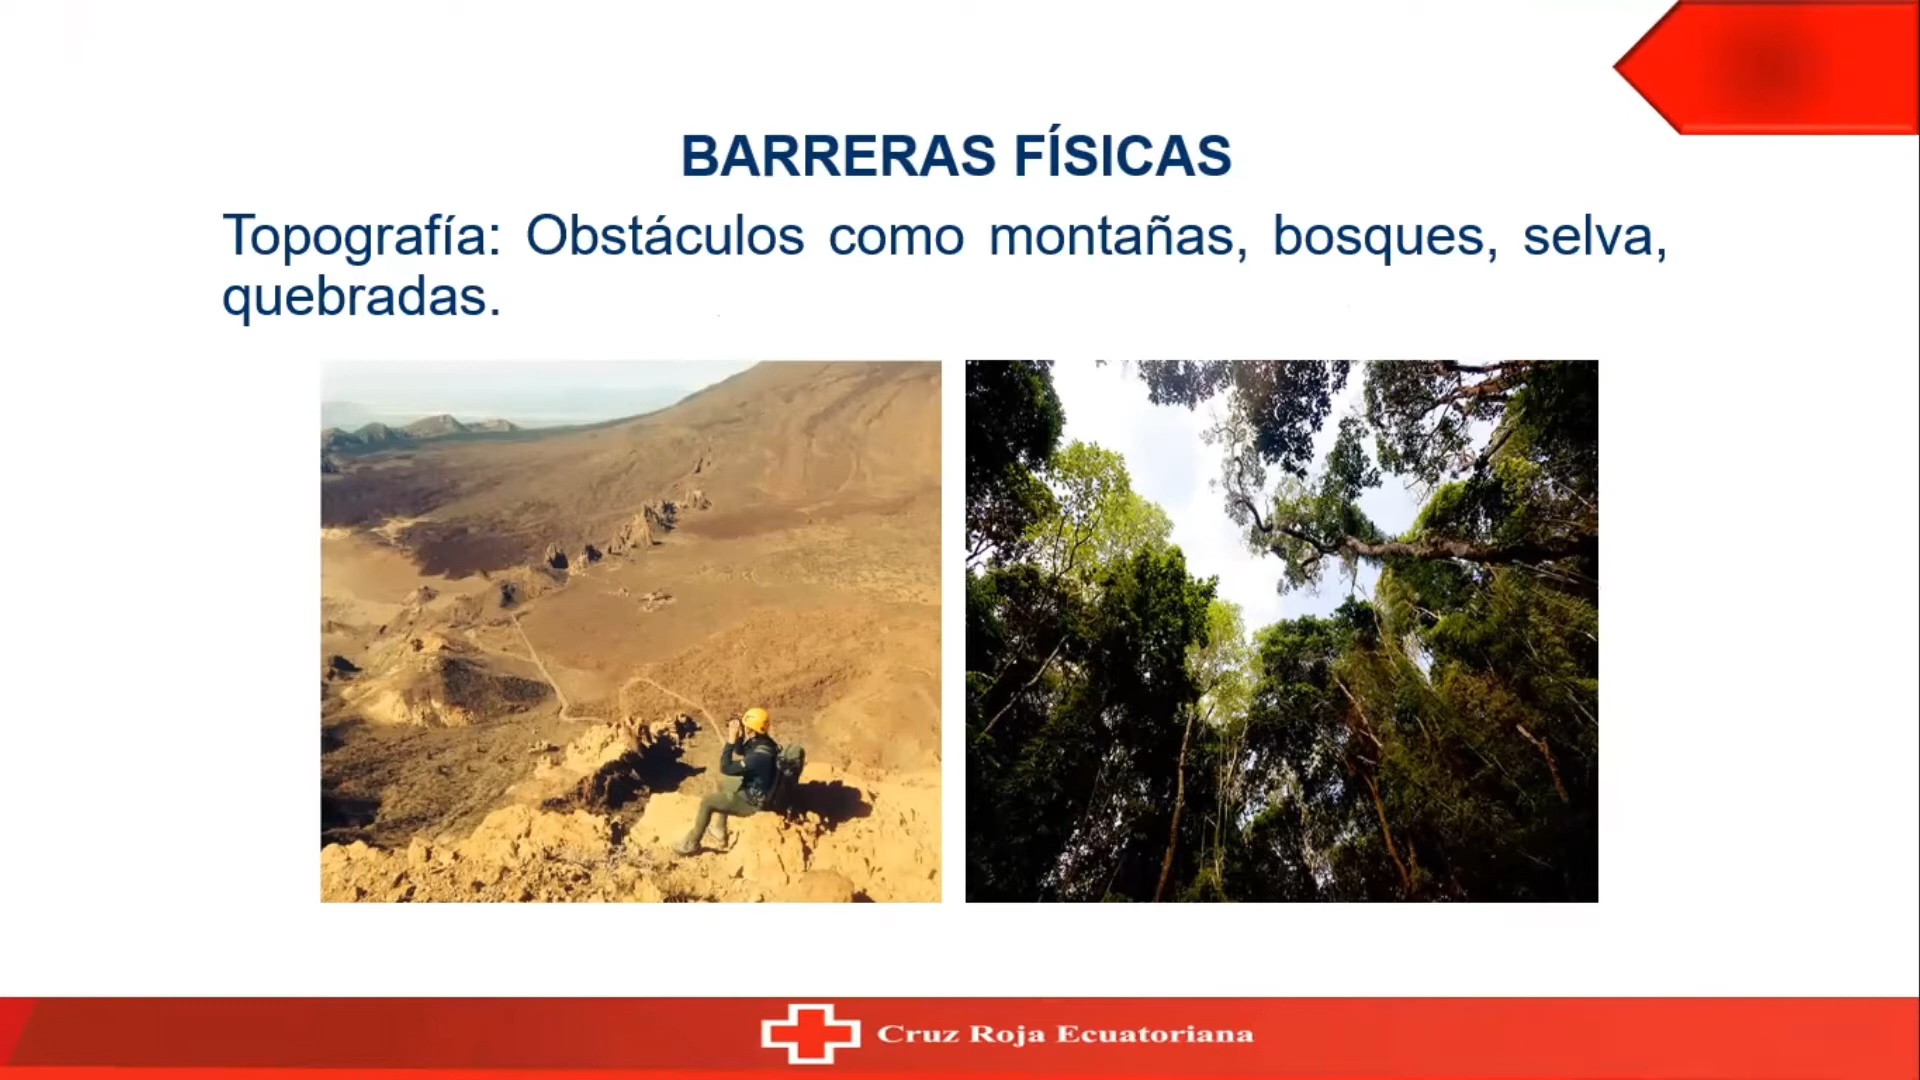 BARRERAS FÍSICAS
Topografía: Obstáculos como montañas, bosques, selva,
quebradas.
Cruz Roja Ecuatoriana